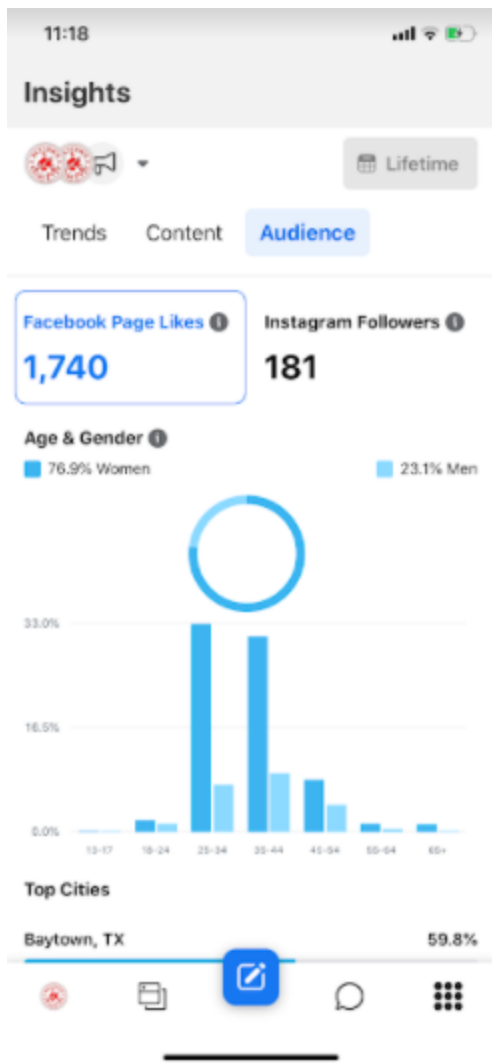 11:18
Insights
Lifetime
Trends Content Audience
Facebook Page Likes Instagram Followers
1,740 181
Age & Gender
76.9% Women 23.1% Men
33.0%
16.5%
0.0%
13-17 18-24 25-34 35-44 45-54 55-64 65+
Top Cities
Baytown, TX 59.8%